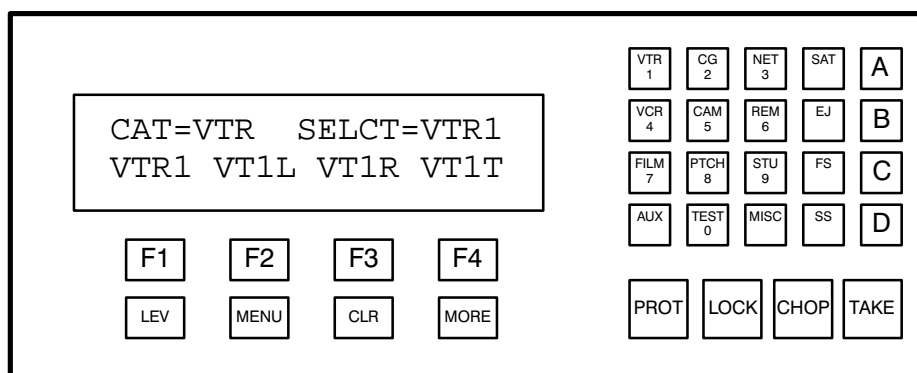 CAT=VTR SELCT=VTR1
VTR1 VT1L VT1R VT1T
F1 F2 F3 F4
LEV MENU CLR MORE
VTR 1 CG 2 NET 3 SAT A
VCR 4 CAM 5 REM 6 EJ B
FILM 7 PTCH 8 STU 9 FS C
AUX TEST 0 MISC SS D
PROT LOCK CHOP TAKE